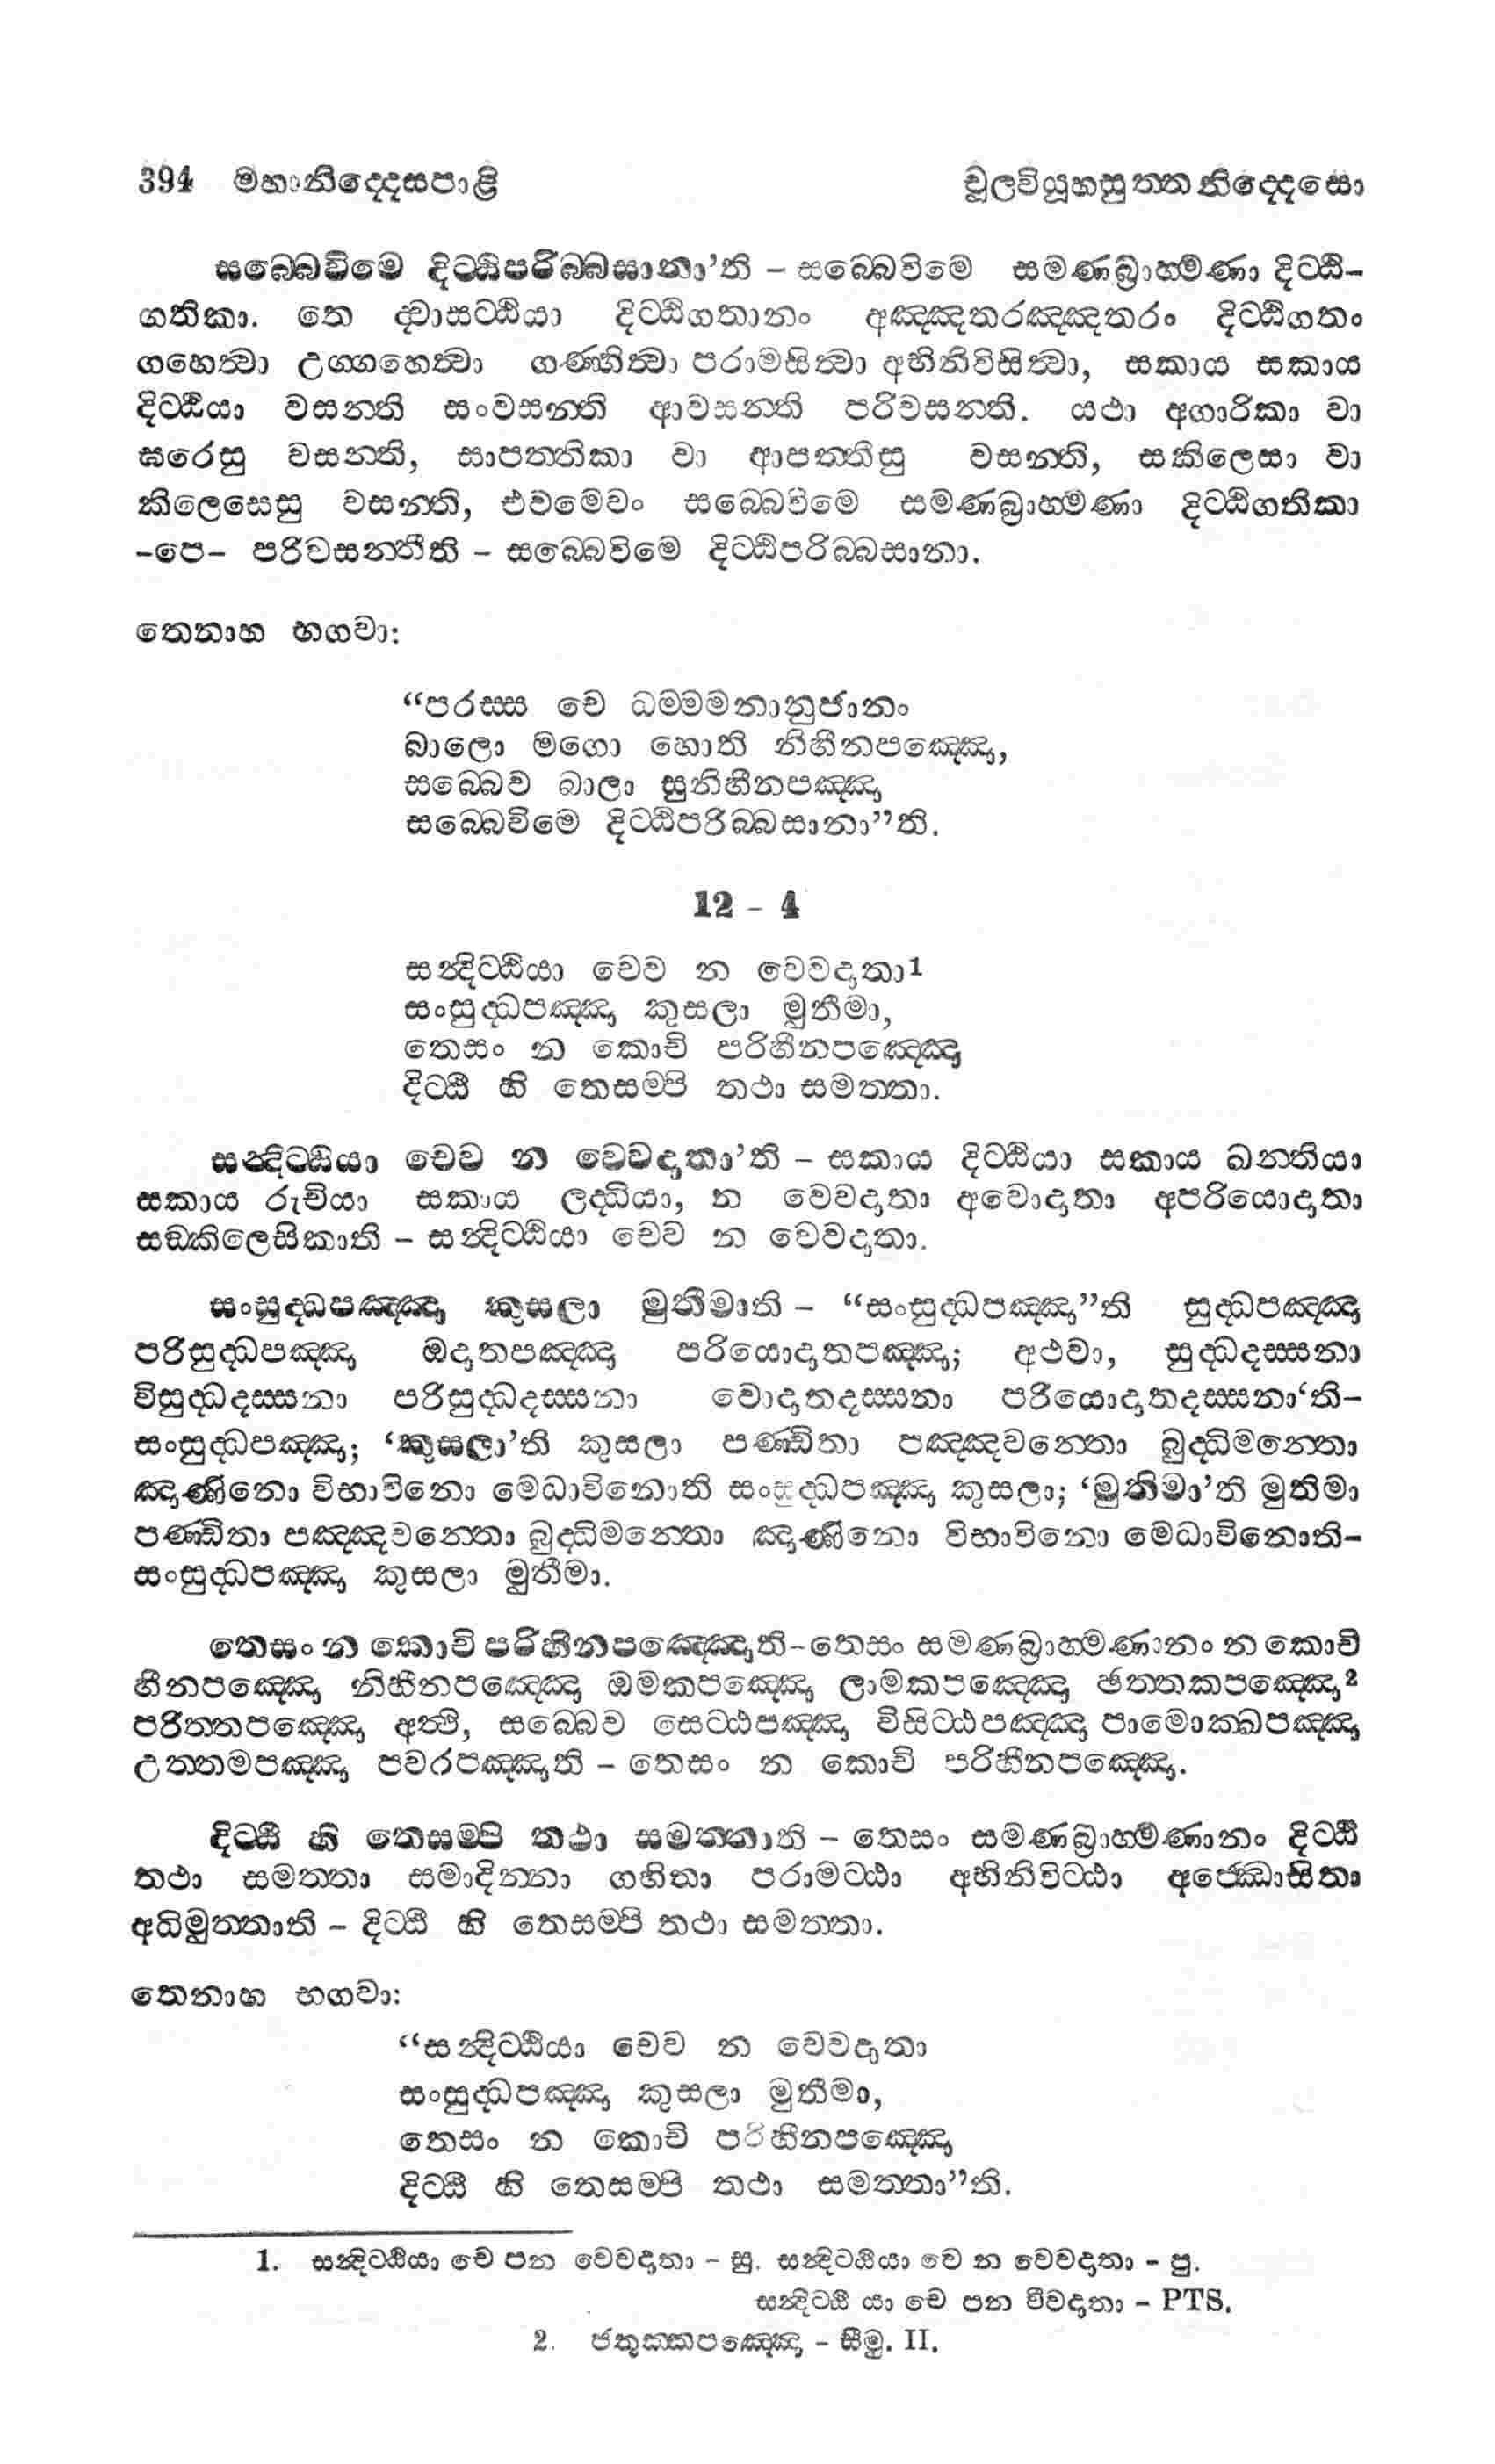 394 මහානිද්දෙසපාළි චූලවියූහසුත්තනිද්දෙසො
සබ්බෙවිමෙ දිට්ඨිපරිබ්බසානා'ති – සබ්බෙවිමෙ සමණබ්‍රාහ්මණා දිට්ඨි-
ගතිකා. තෙ ද්වාසට්ඨියා දිට්ඨිගතානං අඤ්ඤතරඤ්ඤතරං දිට්ඨිගතං
ගහෙත්වා උග්ගහෙත්වා ගණ්හිත්වා පරාමසිත්වා අභිනිවිසිත්වා, සකාය සකාය
දිට්ඨියා වසන්ති සංවසන්ති ආවසන්ති පරිවසන්ති. යථා අගාරිකා වා
ඝරෙසු වසන්ති, සාපත්තිකා වා ආපත්තිසු වසන්ති, සකිලෙසා වා
කිලෙසෙසු වසන්ති, එවමෙවං සබ්බෙවිමෙ සමණබ්‍රාහ්මණා දිට්ඨිගතිකා
-පෙ- පරිවසන්තීති – සබ්බෙවිමෙ දිට්ඨිපරිබ්බසානා.
තෙනාහ භගවා:
“පරස්ස චෙ ධම්මමනානුජානං
බාලො මගො හොති නිහීනපඤ්ඤො,
සබ්බෙව බාලා සුනිහීනපඤ්ඤා
සබ්බෙවිමෙ දිට්ඨිපරිබ්බසානා”ති.
12 – 4
සන්දිට්ඨියා චෙව න වෙවදාතා1
සංසුද්ධපඤ්ඤා කුසලා මුතීමා,
තෙසං න කොචි පරිහීනපඤ්ඤො
දිට්ඨී හි තෙසම්පි තථා සමත්තා.
සන්දිට්ඨියා චෙව න වෙවදාතා'ති – සකාය දිට්ඨියා සකාය ඛන්තියා
සකාය රුචියා සකාය ලද්ධියා, න වෙවදාතා අවොදාතා අපරියොදාතා
සඞ්කිලෙසිකාති – සන්දිට්ඨියා චෙව න වෙවදාතා.
සංසුද්ධපඤ්ඤා කුසලා මුතීමාති – “සංසුද්ධපඤ්ඤා”ති සුද්ධපඤ්ඤා
පරිසුද්ධපඤ්ඤා ඔදාතපඤ්ඤා පරියොදාතපඤ්ඤා; අථවා, සුද්ධදස්සනා
විසුද්ධදස්සනා පරිසුද්ධදස්සනා වොදාතදස්සනා පරියොදාතදස්සනා‘ති-
සංසුද්ධපඤ්ඤා; ‘කුසලා’ති කුසලා පණ්ඩිතා පඤ්ඤවන්තො බුද්ධිමන්තො
ඤාණිනො විභාවිනො මෙධාවිනොති සංසුද්ධපඤ්ඤා කුසලා; ‘මුතිමා’ති මුතිමා
පණ්ඩිතා පඤ්ඤවන්තො බුද්ධිමන්තො ඤාණිනො විභාවිනො මෙධාවිනොති-
සංසුද්ධපඤ්ඤා කුසලා මුතීමා.
තෙසං න කොචි පරිහීනපඤ්ඤොති-තෙසං සමණබ්‍රාහ්මණානං න කොචි
හීනපඤ්ඤො නිහීනපඤ්ඤො ඔමකපඤ්ඤො ලාමකපඤ්ඤො ඡත්තකපඤ්ඤො2
පරිත්තපඤ්ඤො අත්ථි, සබ්බෙව සෙට්ඨපඤ්ඤා විසිට්ඨපඤ්ඤා පාමොක්ඛපඤ්ඤා
උත්තමපඤ්ඤා පවරපඤ්ඤාති – තෙසං න කොචි පරිහීනපඤ්ඤො.
දිට්ඨී හි තෙසම්පි තථා සමත්තාති – තෙසං සමණබ්‍රාහ්මණානං දිට්ඨී
තථා සමත්තා සමාදින්නා ගහිතා පරාමට්ඨා අභිනිවිට්ඨා අජ්ඣොසිතා
අධිමුත්තාති – දිට්ඨී හි තෙසම්පි තථා සමත්තා.
තෙනාහ භගවා:
“සන්දිට්ඨියා චෙව න වෙවදාතා
සංසුද්ධපඤ්ඤා කුසලා මුතීමා,
තෙසං න කොචි පරිහීනපඤ්ඤො
දිට්ඨී හි තෙසම්පි තථා සමත්තා”ති.
1. සන්දිට්ඨියා චෙ පන වෙවදාතා – සු. සන්දිට්ඨියා චෙ න වෙවදාතා – පු.
සන්දිට්ඨි යා චෙ පන වීවදාතා – PTS.
2. ජතුක්කපඤ්ඤො – සීමු. II.